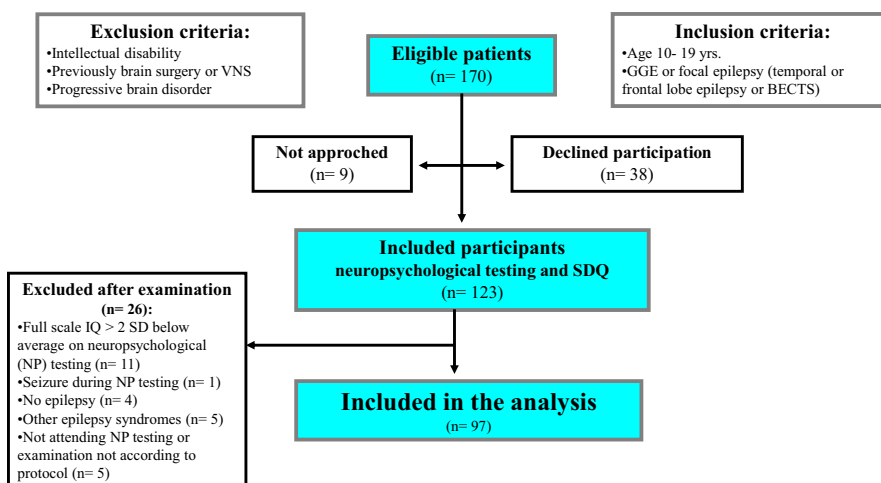 Exclusion criteria:
•Intellectual disability
•Previously brain surgery or VNS
•Progressive brain disorder
Eligible patients
(n= 170)
Inclusion criteria:
•Age 10- 19 yrs.
•GGE or focal epilepsy (temporal or
frontal lobe epilepsy or BECTS)
Not approched
(n= 9)
Declined participation
(n= 38)
Included participants
neuropsychological testing and SDQ
(n= 123)
Excluded after examination
(n= 26):
•Full scale IQ > 2 SD below
average on neuropsychological
(NP) testing (n= 11)
•Seizure during NP testing (n= 1)
•No epilepsy (n= 4)
•Other epilepsy syndromes (n= 5)
•Not attending NP testing or
examination not according to
protocol (n= 5)
Included in the analysis
(n= 97)